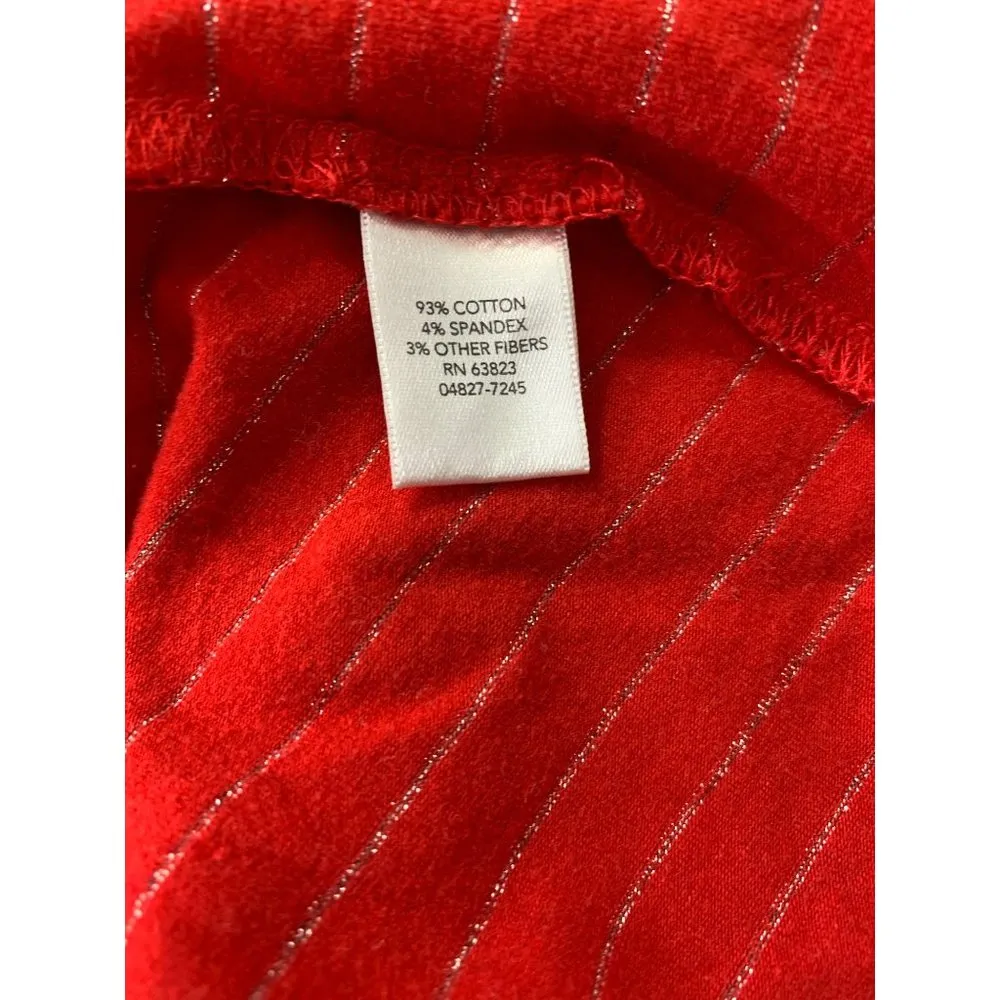 93% COTTON
4% SPANDEX
3% OTHER FIBERS
RN 63823
04827-7245